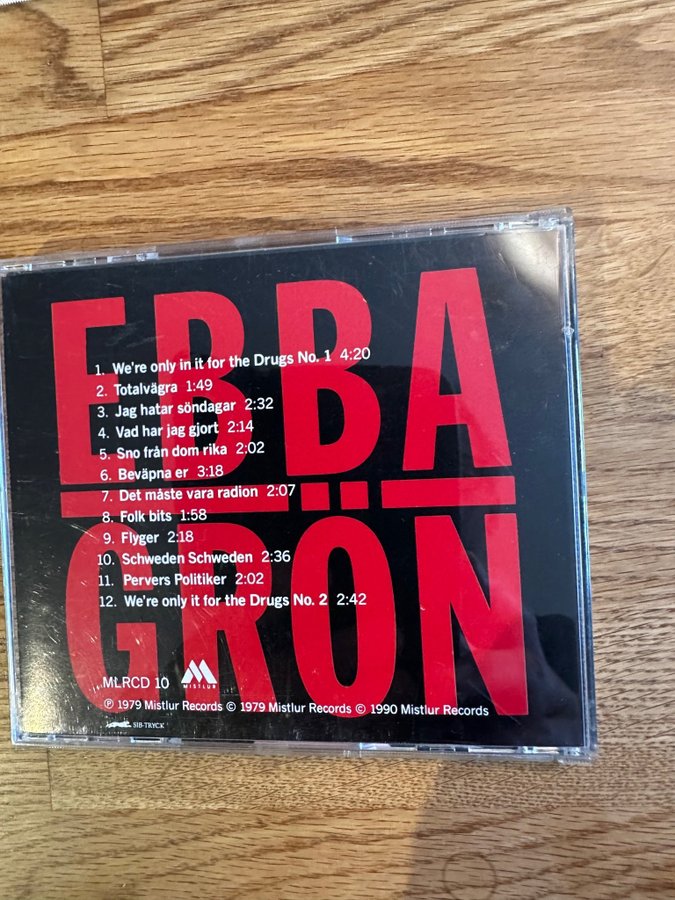 EBBA
GRÖN
1. We're only in it for the Drugs No. 1 4:20
2. Totalvägra 1:49
3. Jag hatar söndagar 2:32
4. Vad har jag gjort 2:14
5. Sno från dom rika 2:02
6. Beväpna er 3:18
7. Det måste vara radion 2:07
8. Folk bits 1:58
9. Flyger 2:18
10. Schweden Schweden 2:36
11. Pervers Politiker 2:02
12. We're only it for the Drugs No. 2 2:42
MLRCD 10
MISTLUR
℗ 1979 Mistlur Records © 1979 Mistlur Records © 1990 Mistlur Records
SIB-TRYCK